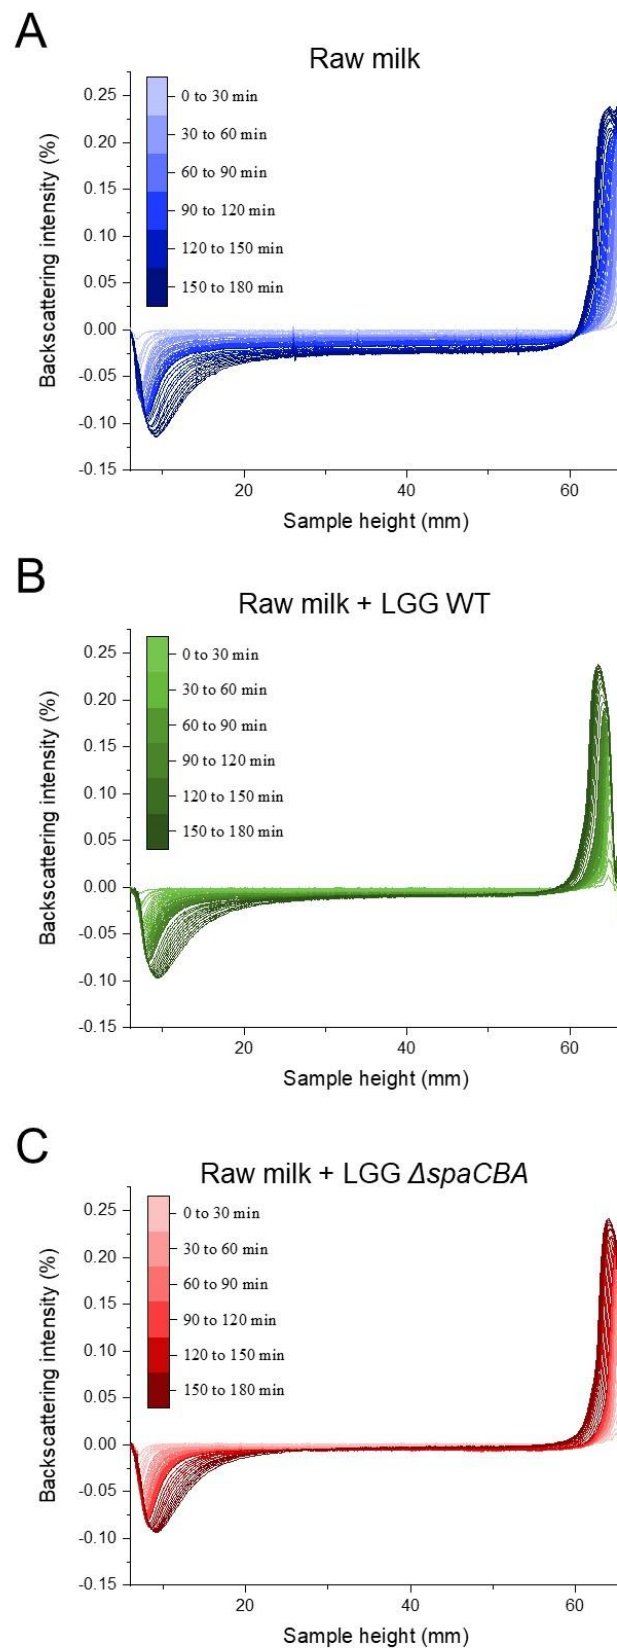 A
Raw milk
Backscattering intensity (%)
0.25
0.20
0.15
0.10
0.05
0.00
-0.05
-0.10
-0.15
0 to 30 min
30 to 60 min
60 to 90 min
90 to 120 min
120 to 150 min
150 to 180 min
20
40
60
Sample height (mm)
B
Raw milk + LGG WT
Backscattering intensity (%)
0.25
0.20
0.15
0.10
0.05
0.00
-0.05
-0.10
-0.15
0 to 30 min
30 to 60 min
60 to 90 min
90 to 120 min
120 to 150 min
150 to 180 min
20
40
60
Sample height (mm)
C
Raw milk + LGG ΔspaCBA
Backscattering intensity (%)
0.25
0.20
0.15
0.10
0.05
0.00
-0.05
-0.10
-0.15
0 to 30 min
30 to 60 min
60 to 90 min
90 to 120 min
120 to 150 min
150 to 180 min
20
40
60
Sample height (mm)